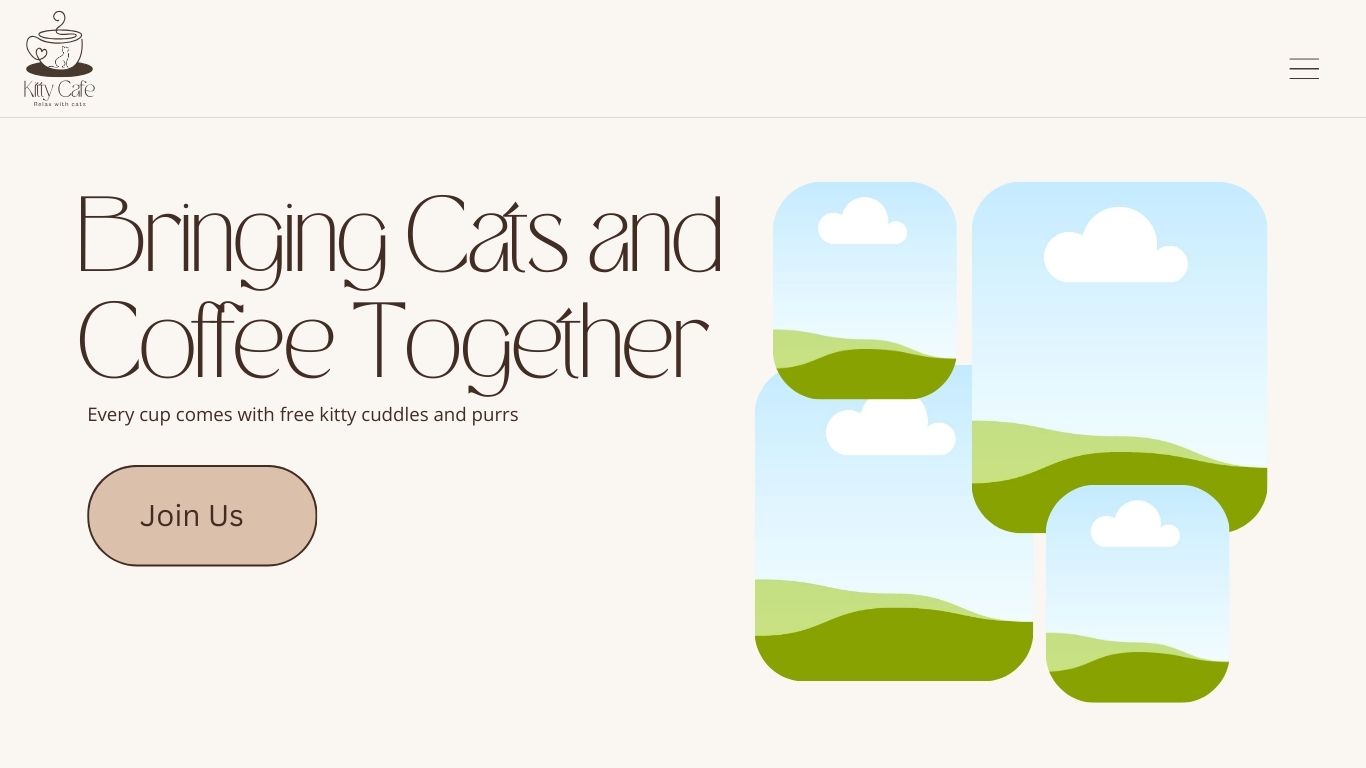 Kitty Cafe
Relax with cats
Bringing Cats and
Coffee Together
Every cup comes with free kitty cuddles and purrs
Join Us